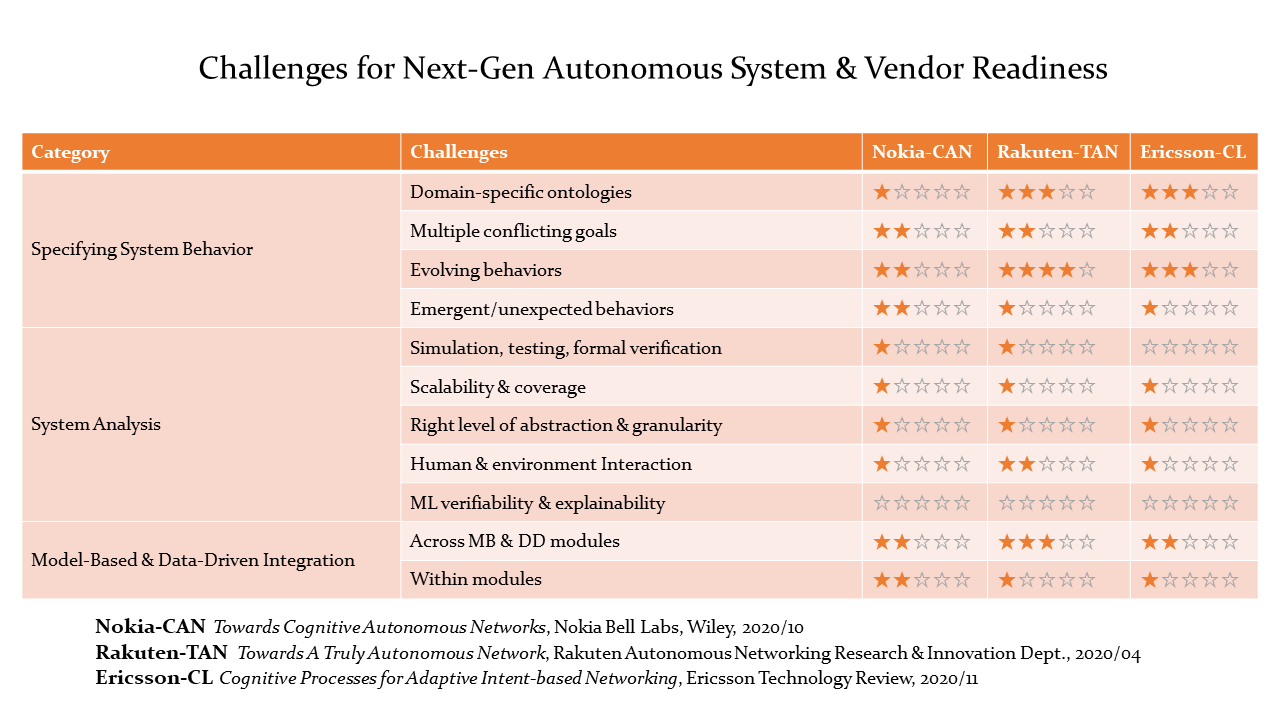 Challenges for Next-Gen Autonomous System & Vendor Readiness
Category Challenges Nokia-CAN Rakuten-TAN Ericsson-CL
Specifying System Behavior
Domain-specific ontologies ★☆☆☆☆ ★★★☆☆ ★★★☆☆
Multiple conflicting goals ★★☆☆☆ ★★☆☆☆ ★★☆☆☆
Evolving behaviors ★★☆☆☆ ★★★★☆ ★★★☆☆
Emergent/unexpected behaviors ★★☆☆☆ ★☆☆☆☆ ★☆☆☆☆
System Analysis
Simulation, testing, formal verification ★☆☆☆☆ ★☆☆☆☆ ☆☆☆☆☆
Scalability & coverage ★☆☆☆☆ ★☆☆☆☆ ★☆☆☆☆
Right level of abstraction & granularity ★☆☆☆☆ ★☆☆☆☆ ★☆☆☆☆
Human & environment Interaction ★☆☆☆☆ ★★☆☆☆ ★☆☆☆☆
ML verifiability & explainability ☆☆☆☆☆ ☆☆☆☆☆ ☆☆☆☆☆
Model-Based & Data-Driven Integration
Across MB & DD modules ★★☆☆☆ ★★★☆☆ ★★☆☆☆
Within modules ★★☆☆☆ ★☆☆☆☆ ★☆☆☆☆
Nokia-CAN Towards Cognitive Autonomous Networks, Nokia Bell Labs, Wiley, 2020/10
Rakuten-TAN Towards A Truly Autonomous Network, Rakuten Autonomous Networking Research & Innovation Dept., 2020/04
Ericsson-CL Cognitive Processes for Adaptive Intent-based Networking, Ericsson Technology Review, 2020/11